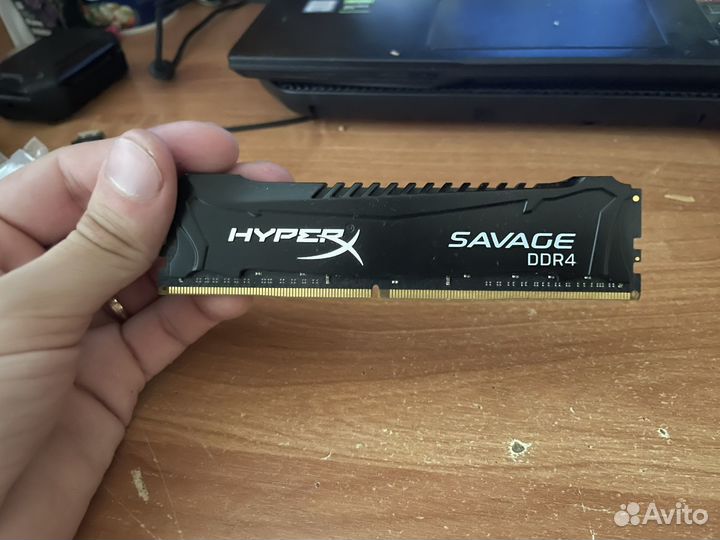 HYPERX
SAVAGE
DDR4
Avito